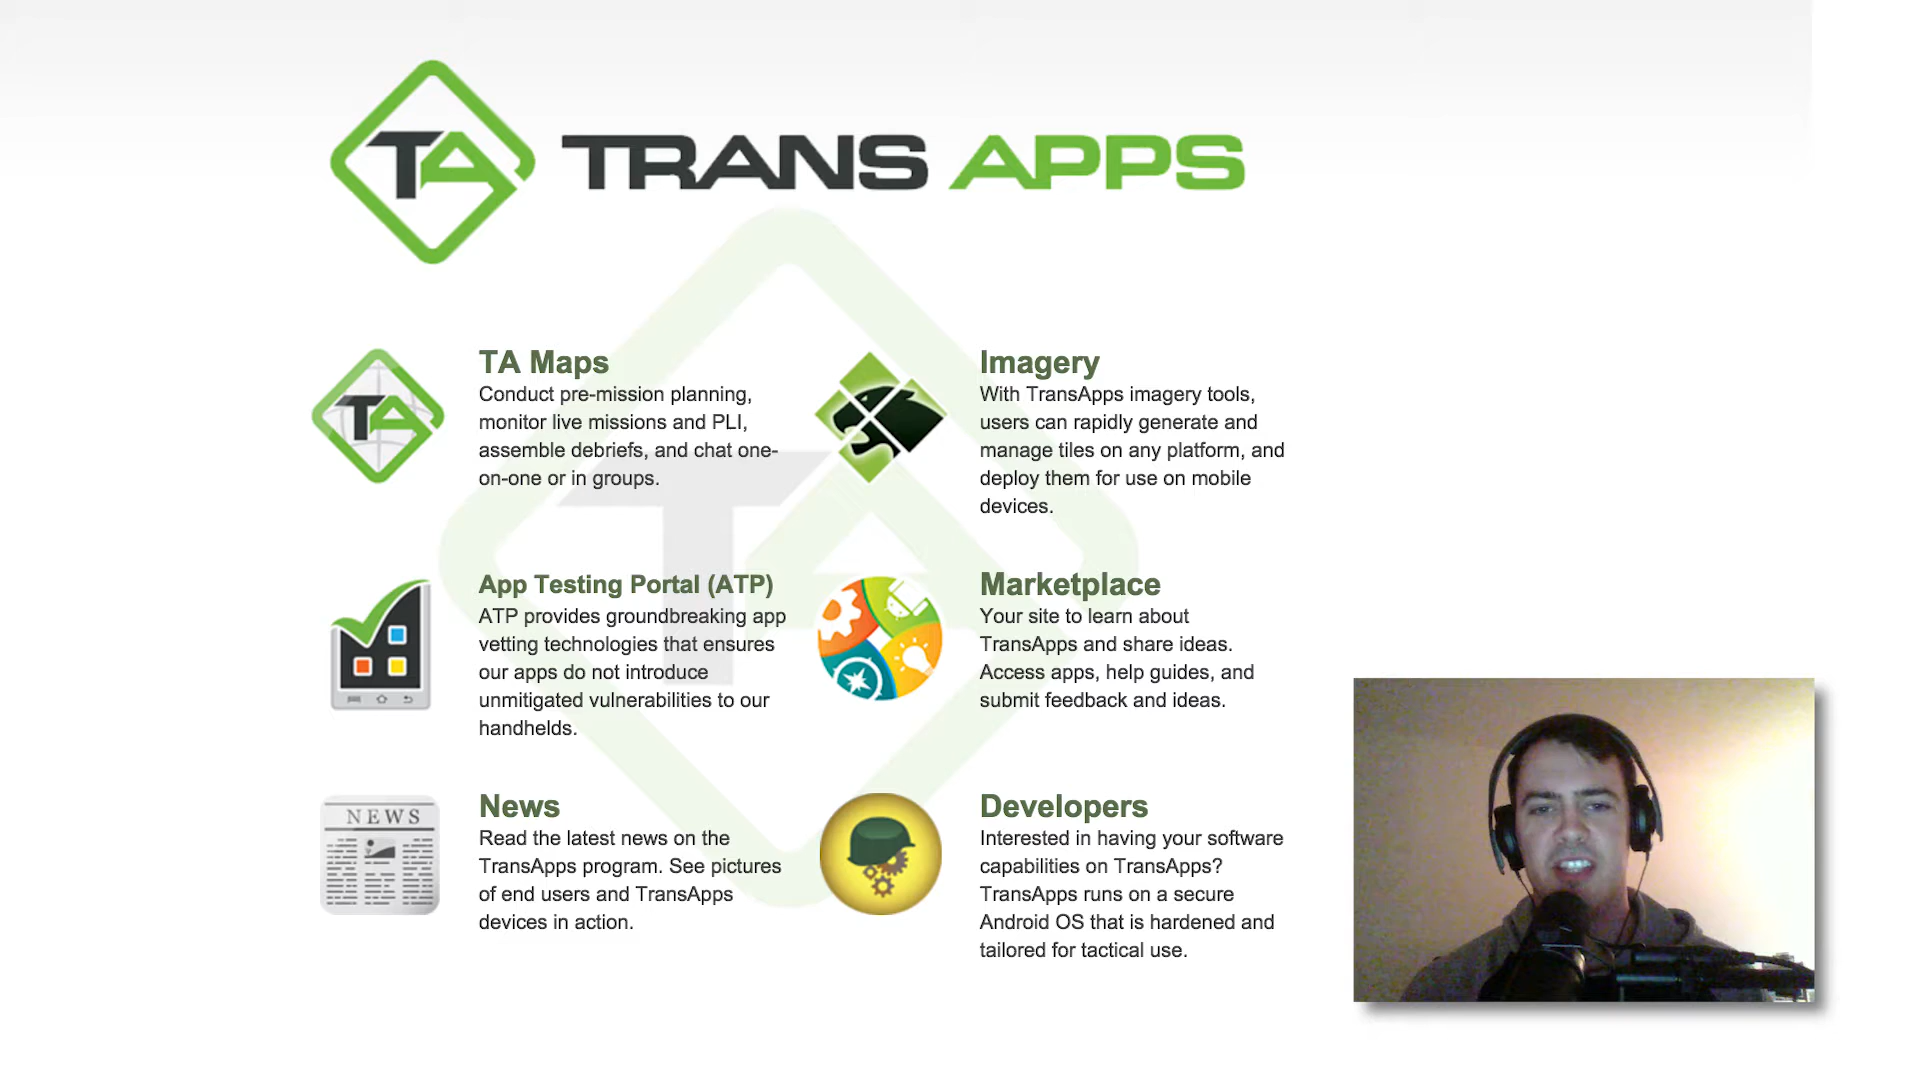 TA TRANS APPS
TA Maps
Conduct pre-mission planning,
monitor live missions and PLI,
assemble debriefs, and chat one-
on-one or in groups.
Imagery
With TransApps imagery tools,
users can rapidly generate and
manage tiles on any platform, and
deploy them for use on mobile
devices.
App Testing Portal (ATP)
ATP provides groundbreaking app
vetting technologies that ensures
our apps do not introduce
unmitigated vulnerabilities to our
handhelds.
Marketplace
Your site to learn about
TransApps and share ideas.
Access apps, help guides, and
submit feedback and ideas.
NEWS
News
Read the latest news on the
TransApps program. See pictures
of end users and TransApps
devices in action.
Developers
Interested in having your software
capabilities on TransApps?
TransApps runs on a secure
Android OS that is hardened and
tailored for tactical use.
TA
TA